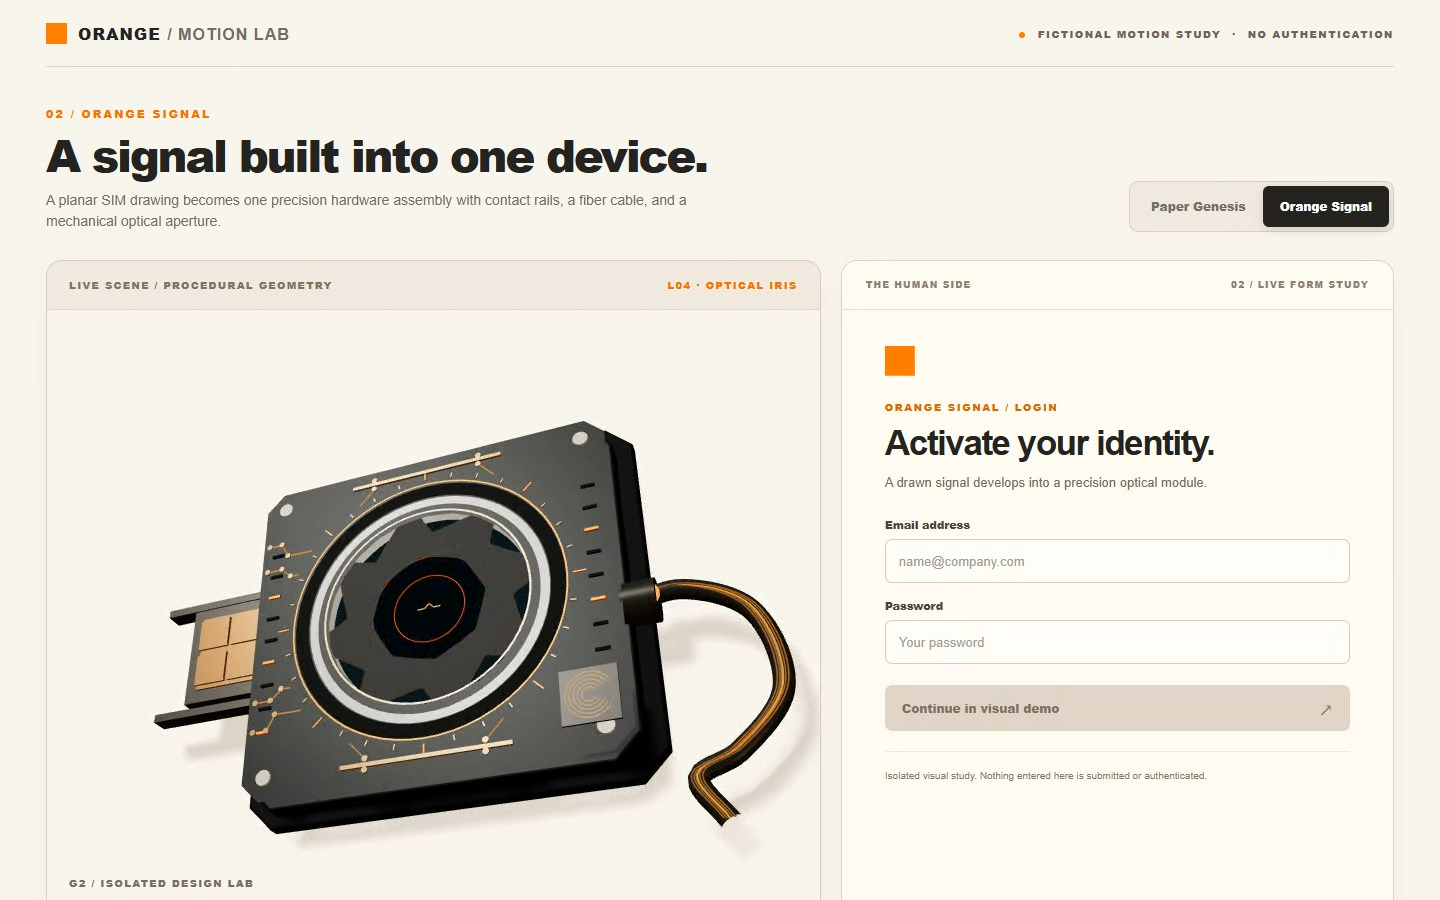 ORANGE / MOTION LAB
FICTIONAL MOTION STUDY · NO AUTHENTICATION
02 / ORANGE SIGNAL
A signal built into one device.
A planar SIM drawing becomes one precision hardware assembly with contact rails, a fiber cable, and a
mechanical optical aperture.
Paper Genesis
Orange Signal
LIVE SCENE / PROCEDURAL GEOMETRY
L04 · OPTICAL IRIS
G2 / ISOLATED DESIGN LAB
THE HUMAN SIDE
02 / LIVE FORM STUDY
ORANGE SIGNAL / LOGIN
Activate your identity.
A drawn signal develops into a precision optical module.
Email address
name@company.com
Password
Your password
Continue in visual demo ↗
Isolated visual study. Nothing entered here is submitted or authenticated.